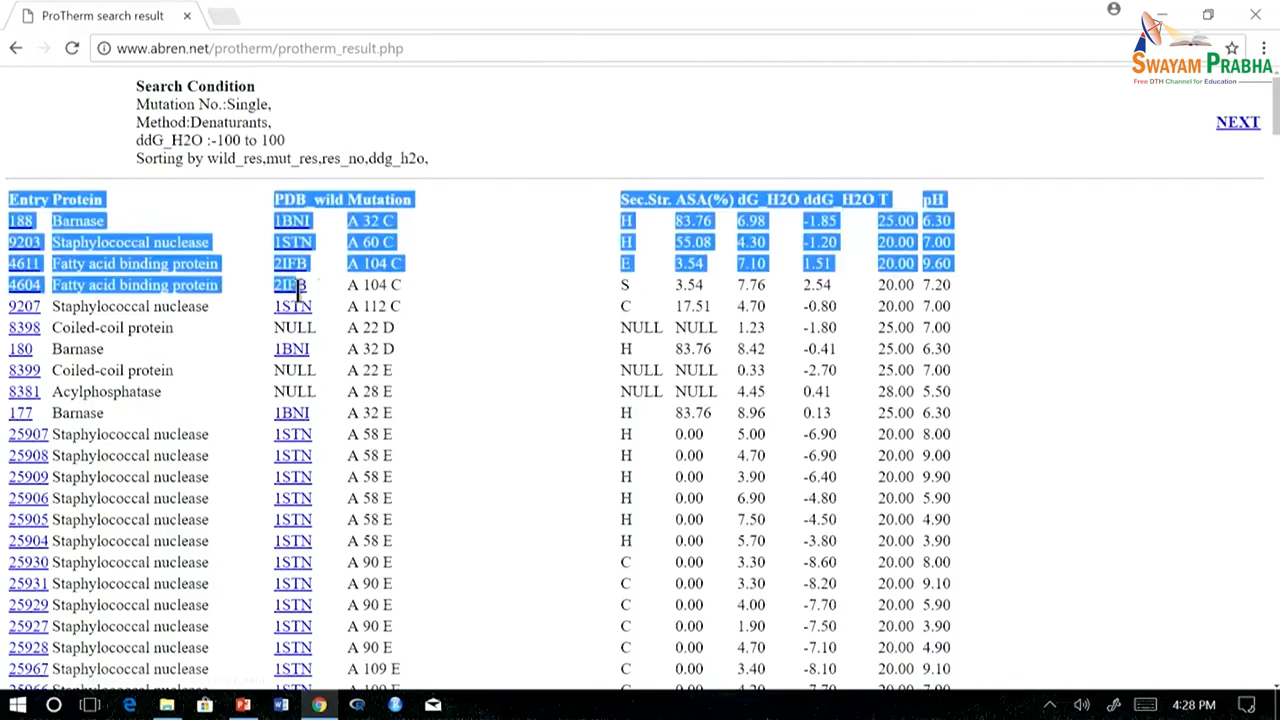 ProTherm search result
www.abren.net/protherm/protherm_result.php
SWAYAM PRABHA
Free DTH Channel for Education
Search Condition
Mutation No.:Single,
Method:Denaturants,
ddG_H2O :-100 to 100
Sorting by wild_res,mut_res,res_no,ddg_h2o,
NEXT
Entry Protein PDB_wild Mutation Sec.Str. ASA(%) dG_H2O ddG_H2O T pH
188 Barnase 1BNI A 32 C H 83.76 6.98 -1.85 25.00 6.30
9203 Staphylococcal nuclease 1STN A 60 C H 55.08 4.30 -1.20 20.00 7.00
4611 Fatty acid binding protein 2IFB A 104 C E 3.54 7.10 1.51 20.00 9.60
4604 Fatty acid binding protein 2IFB A 104 C S 3.54 7.76 2.54 20.00 7.20
9207 Staphylococcal nuclease 1STN A 112 C C 17.51 4.70 -0.80 20.00 7.00
8398 Coiled-coil protein NULL A 22 D NULL NULL 1.23 -1.80 25.00 7.00
180 Barnase 1BNI A 32 D H 83.76 8.42 -0.41 25.00 6.30
8399 Coiled-coil protein NULL A 22 E NULL NULL 0.33 -2.70 25.00 7.00
8381 Acylphosphatase NULL A 28 E NULL NULL 4.45 0.41 28.00 5.50
177 Barnase 1BNI A 32 E H 83.76 8.96 0.13 25.00 6.30
25907 Staphylococcal nuclease 1STN A 58 E H 0.00 5.00 -6.90 20.00 8.00
25908 Staphylococcal nuclease 1STN A 58 E H 0.00 4.70 -6.90 20.00 9.00
25909 Staphylococcal nuclease 1STN A 58 E H 0.00 3.90 -6.40 20.00 9.90
25906 Staphylococcal nuclease 1STN A 58 E H 0.00 6.90 -4.80 20.00 5.90
25905 Staphylococcal nuclease 1STN A 58 E H 0.00 7.50 -4.50 20.00 4.90
25904 Staphylococcal nuclease 1STN A 58 E H 0.00 5.70 -3.80 20.00 3.90
25930 Staphylococcal nuclease 1STN A 90 E C 0.00 3.30 -8.60 20.00 8.00
25931 Staphylococcal nuclease 1STN A 90 E C 0.00 3.30 -8.20 20.00 9.10
25929 Staphylococcal nuclease 1STN A 90 E C 0.00 4.00 -7.70 20.00 5.90
25927 Staphylococcal nuclease 1STN A 90 E C 0.00 1.90 -7.50 20.00 3.90
25928 Staphylococcal nuclease 1STN A 90 E C 0.00 4.70 -7.10 20.00 4.90
25967 Staphylococcal nuclease 1STN A 109 E C 0.00 3.40 -8.10 20.00 9.10
25966 Staphylococcal nuclease 1STN A 109 E C 0.00 4.20 -7.70 20.00 7.00
4:28 PM